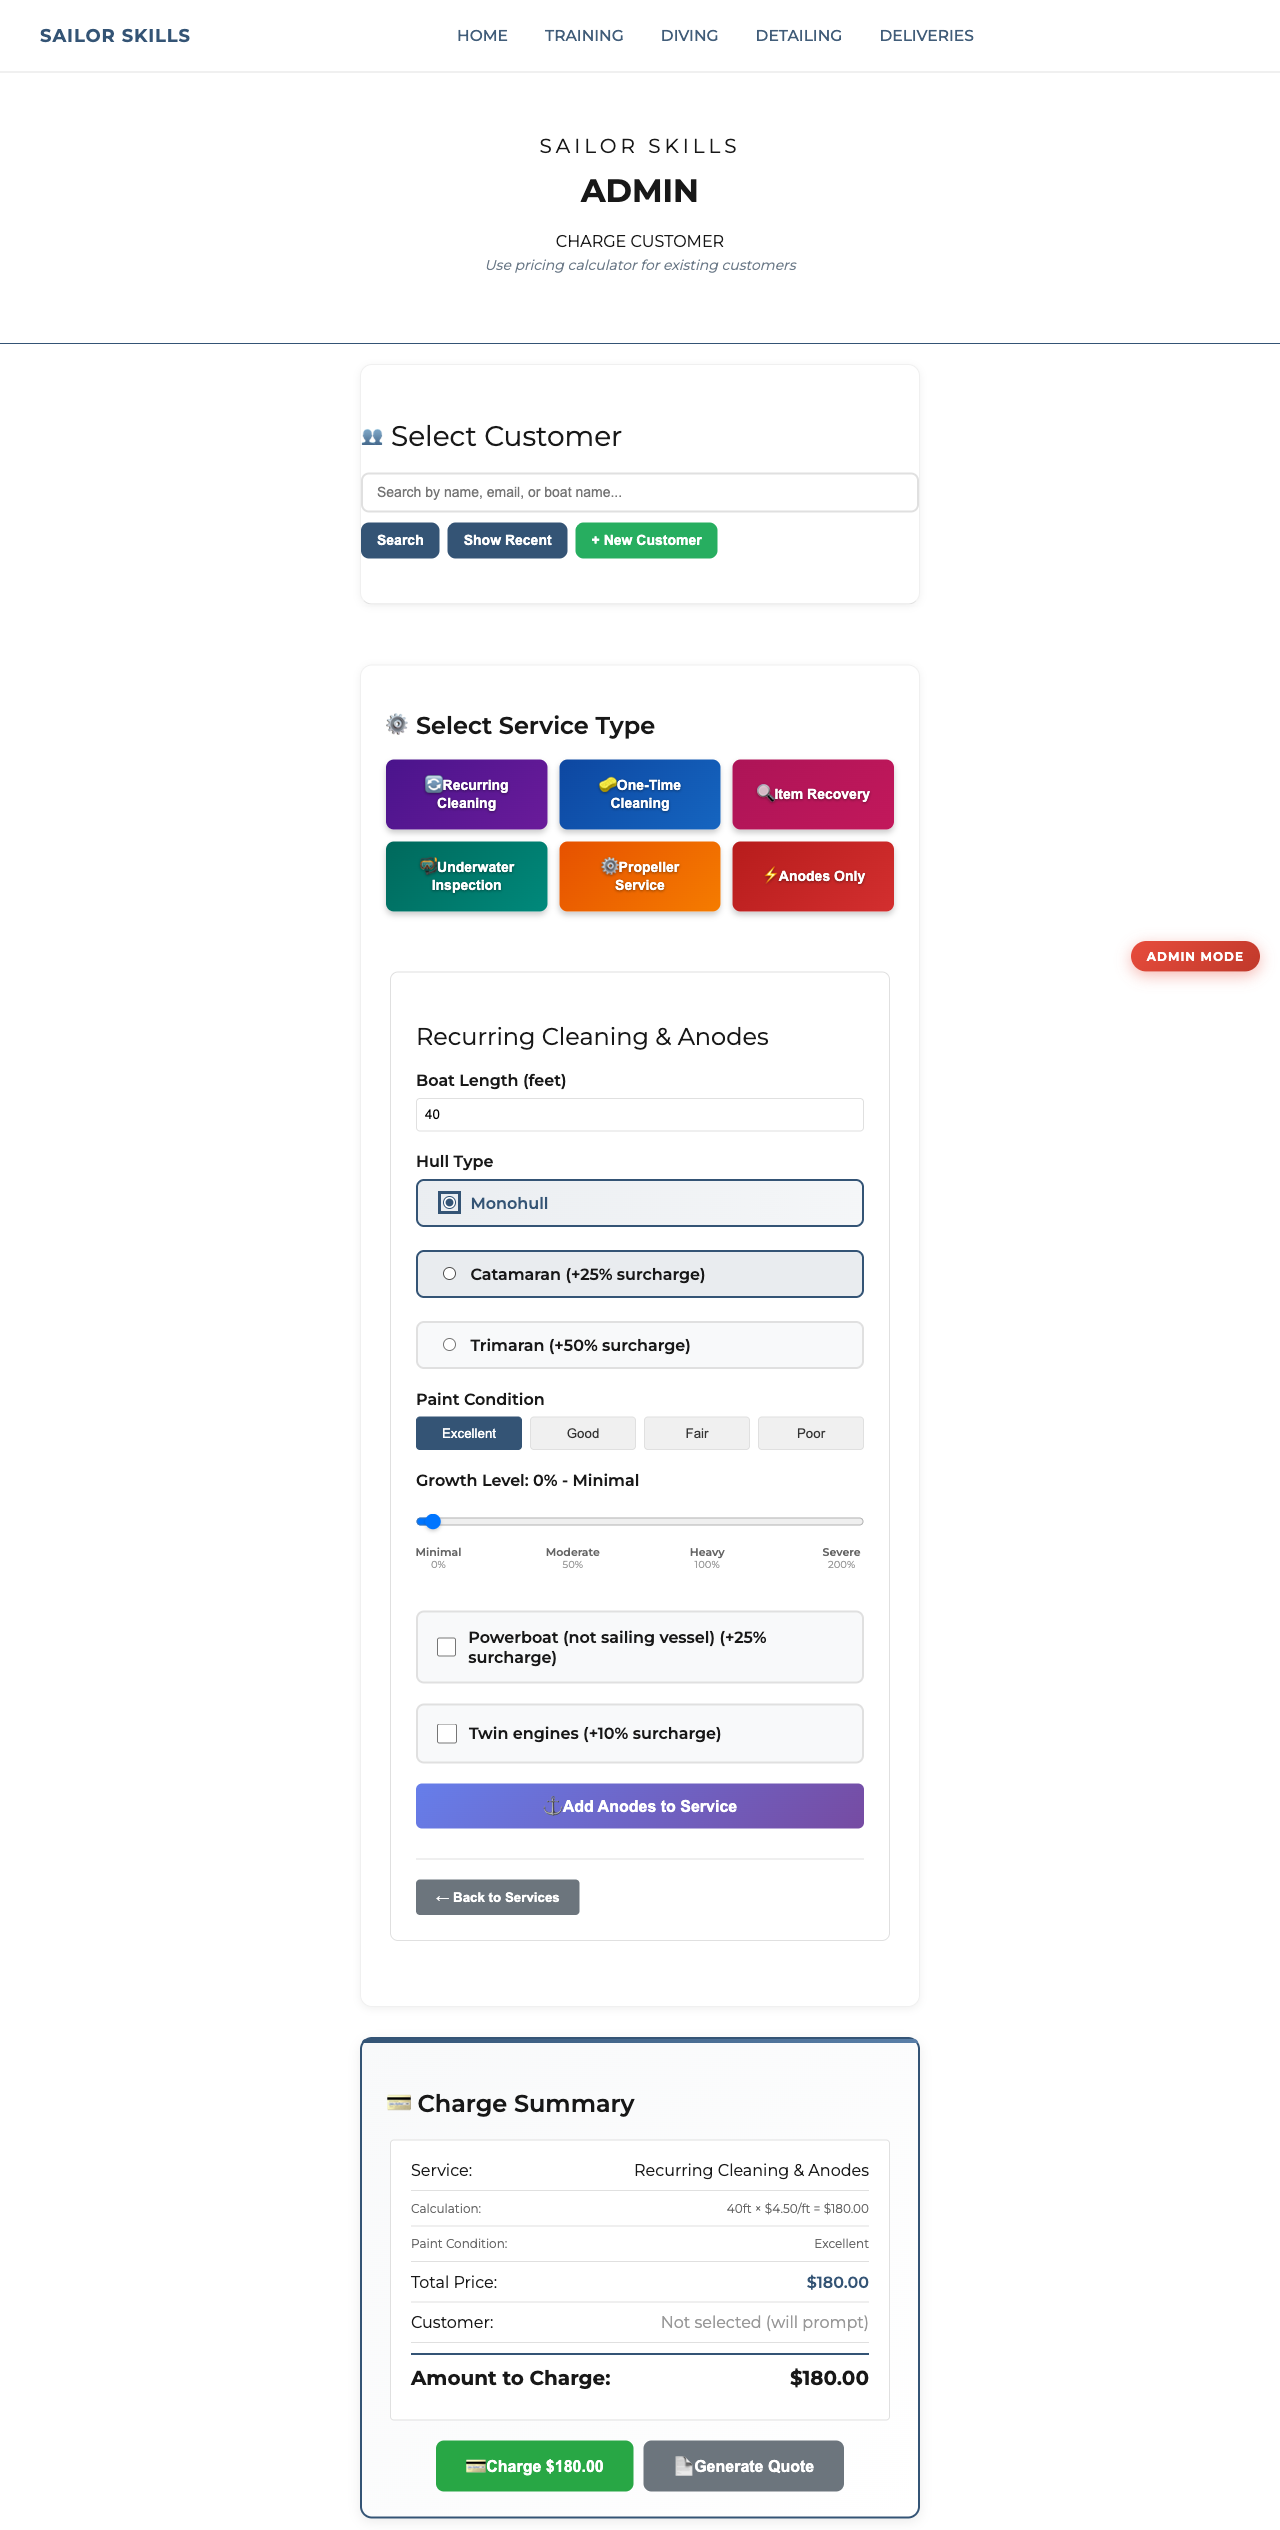 SAILOR SKILLS
HOME TRAINING DIVING DETAILING DELIVERIES
SAILOR SKILLS
ADMIN
CHARGE CUSTOMER
Use pricing calculator for existing customers
Select Customer
Search by name, email, or boat name...
Search Show Recent + New Customer
Select Service Type
Recurring Cleaning
One-Time Cleaning
Item Recovery
Underwater Inspection
Propeller Service
Anodes Only
ADMIN MODE
Recurring Cleaning & Anodes
Boat Length (feet)
40
Hull Type
Monohull
Catamaran (+25% surcharge)
Trimaran (+50% surcharge)
Paint Condition
Excellent Good Fair Poor
Growth Level: 0% - Minimal
Minimal Moderate Heavy Severe
0% 50% 100% 200%
Powerboat (not sailing vessel) (+25%
surcharge)
Twin engines (+10% surcharge)
Add Anodes to Service
← Back to Services
Charge Summary
Service: Recurring Cleaning & Anodes
Calculation: 40ft × $4.50/ft = $180.00
Paint Condition: Excellent
Total Price: $180.00
Customer: Not selected (will prompt)
Amount to Charge: $180.00
Charge $180.00 Generate Quote